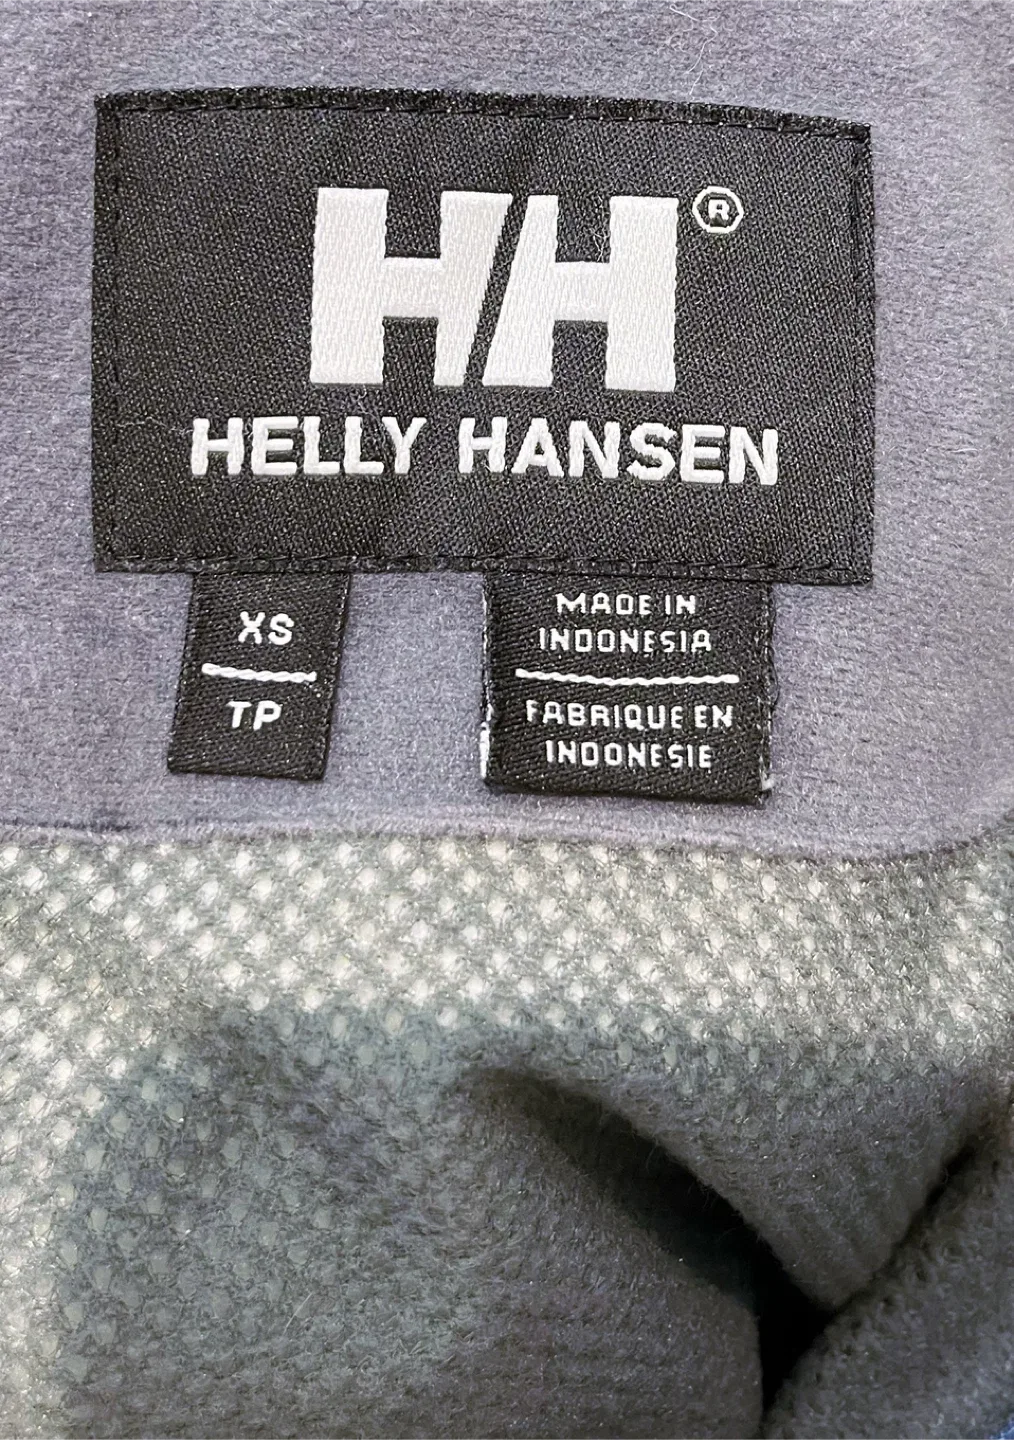 HH®
HELLY HANSEN
XS
TP
MADE IN
INDONESIA
FABRIQUE EN
INDONESIE